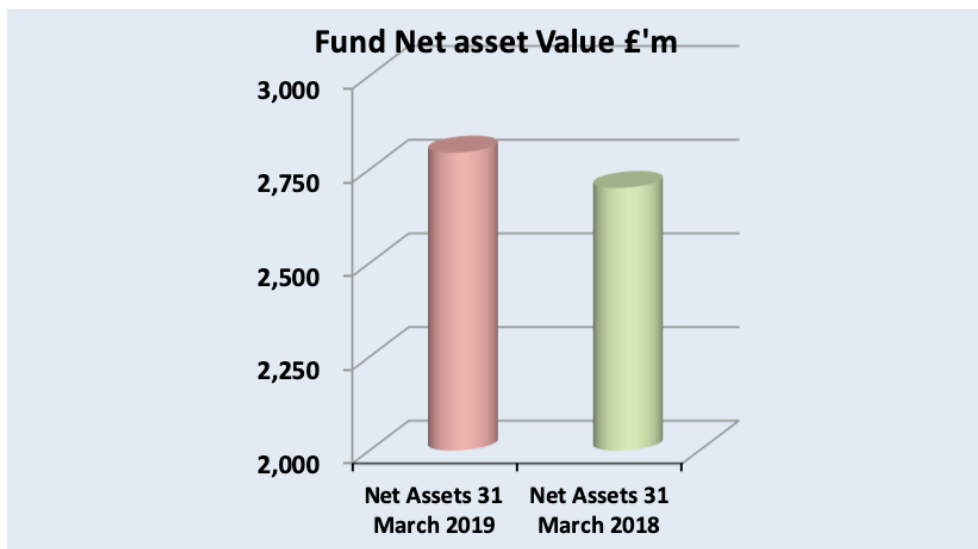 Fund Net asset Value £'m
3,000
2,750
2,500
2,250
2,000
Net Assets 31
March 2019
Net Assets 31
March 2018